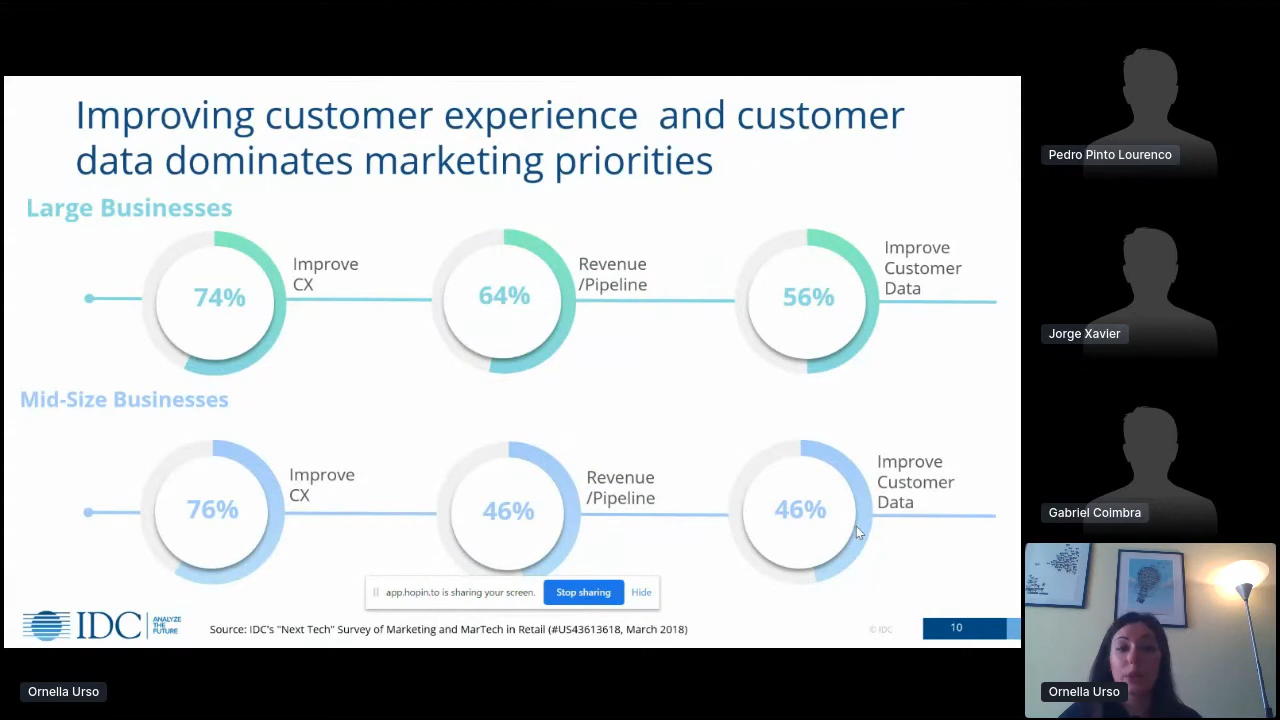 Improving customer experience  and customer
data dominates marketing priorities
Large Businesses
74%
Improve
CX
64%
Revenue
/Pipeline
56%
Improve
Customer
Data
Mid-Size Businesses
76%
Improve
CX
46%
Revenue
/Pipeline
46%
Improve
Customer
Data
app.hopin.to is sharing your screen.
Stop sharing
Hide
IDC
ANALYZE
THE
FUTURE
Source: IDC's "Next Tech" Survey of Marketing and MarTech in Retail (#US43613618, March 2018)
© IDC
10
Ornella Urso
Pedro Pinto Lourenco
Jorge Xavier
Gabriel Coimbra
Ornella Urso